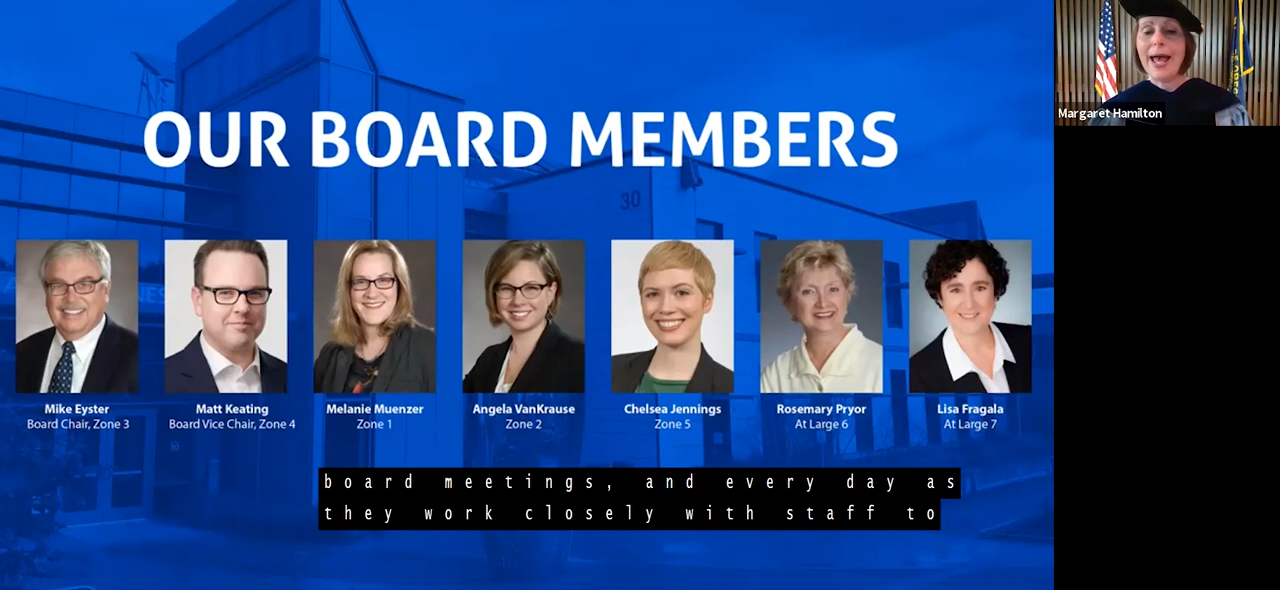 OUR BOARD MEMBERS
30
Mike Eyster
Board Chair, Zone 3
Matt Keating
Board Vice Chair, Zone 4
Melanie Muenzer
Zone 1
Angela VanKrause
Zone 2
Chelsea Jennings
Zone 5
Rosemary Pryor
At Large 6
Lisa Fragala
At Large 7
board meetings, and every day as
they work closely with staff to
Margaret Hamilton